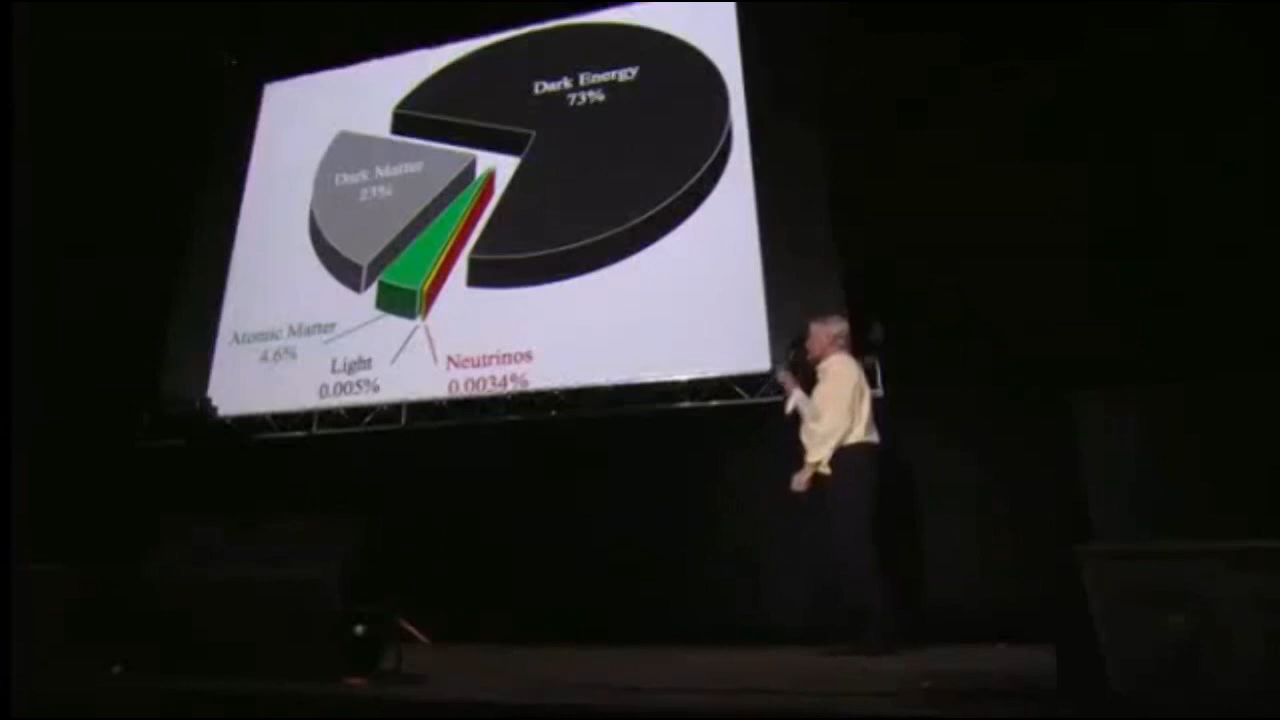 Dark Energy
73%
Dark Matter
23%
Atomic Matter
4.6%
Light
0.005%
Neutrinos
0.0034%